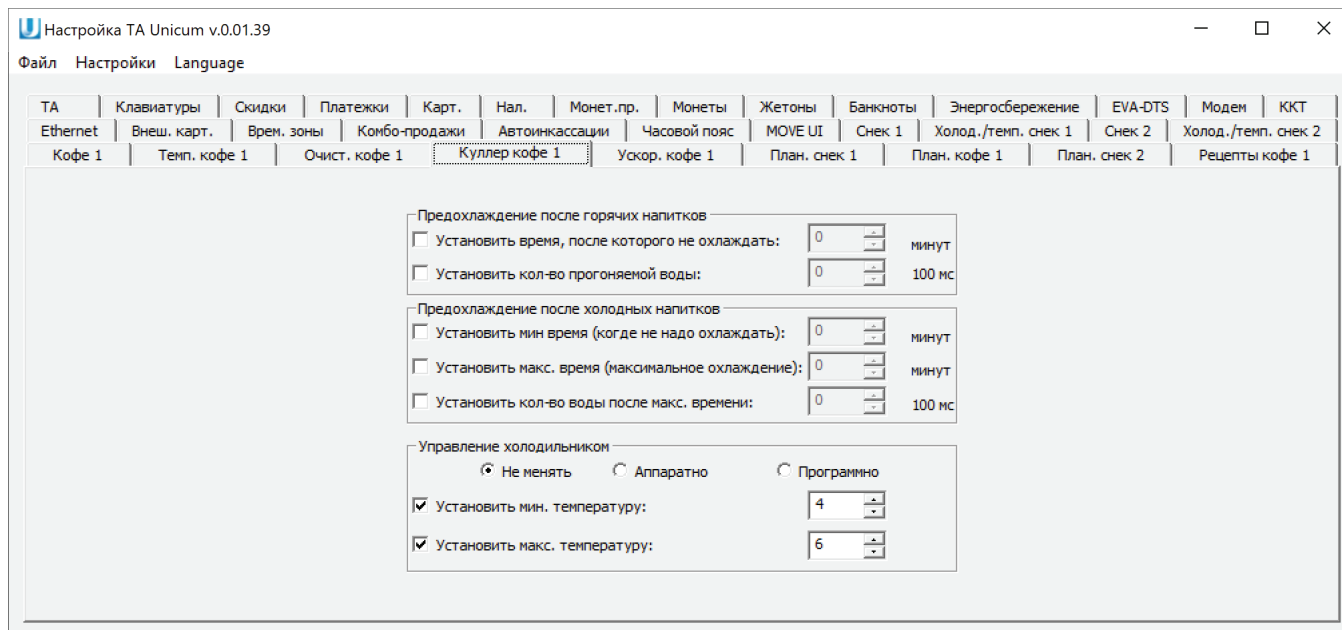 Настройка TA Unicum v.0.01.39
Файл Настройки Language
ТА Клавиатуры Скидки Платежки Карт. Нал. Монет.пр. Монеты Жетоны Банкноты Энергосбережение EVA-DTS Модем ККТ
Ethernet Внеш. карт. Врем. зоны Комбо-продажи Автоинкассации Часовой пояс MOVE UI Снек 1 Холод./темп. снек 1 Снек 2 Холод./темп. снек 2
Кофе 1 Темп. кофе 1 Очист. кофе 1 Куллер кофе 1 Ускор. кофе 1 План. снек 1 План. кофе 1 План. снек 2 Рецепты кофе 1
Предохлаждение после горячих напитков
Установить время, после которого не охлаждать: 0 минут
Установить кол-во прогоняемой воды: 0 100 мс
Предохлаждение после холодных напитков
Установить мин время (когде не надо охлаждать): 0 минут
Установить макс. время (максимальное охлаждение): 0 минут
Установить кол-во воды после макс. времени: 0 100 мс
Управление холодильником
Не менять Аппаратно Программно
Установить мин. температуру: 4
Установить макс. температуру: 6